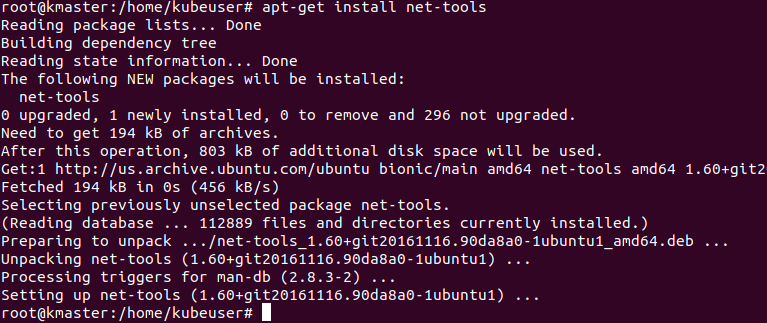 root@kmaster:/home/kubeuser# apt-get install net-tools
Reading package lists... Done
Building dependency tree
Reading state information... Done
The following NEW packages will be installed:
  net-tools
0 upgraded, 1 newly installed, 0 to remove and 296 not upgraded.
Need to get 194 kB of archives.
After this operation, 803 kB of additional disk space will be used.
Get:1 http://us.archive.ubuntu.com/ubuntu bionic/main amd64 net-tools amd64 1.60+git2
Fetched 194 kB in 0s (456 kB/s)
Selecting previously unselected package net-tools.
(Reading database ... 112889 files and directories currently installed.)
Preparing to unpack .../net-tools_1.60+git20161116.90da8a0-1ubuntu1_amd64.deb ...
Unpacking net-tools (1.60+git20161116.90da8a0-1ubuntu1) ...
Processing triggers for man-db (2.8.3-2) ...
Setting up net-tools (1.60+git20161116.90da8a0-1ubuntu1) ...
root@kmaster:/home/kubeuser#